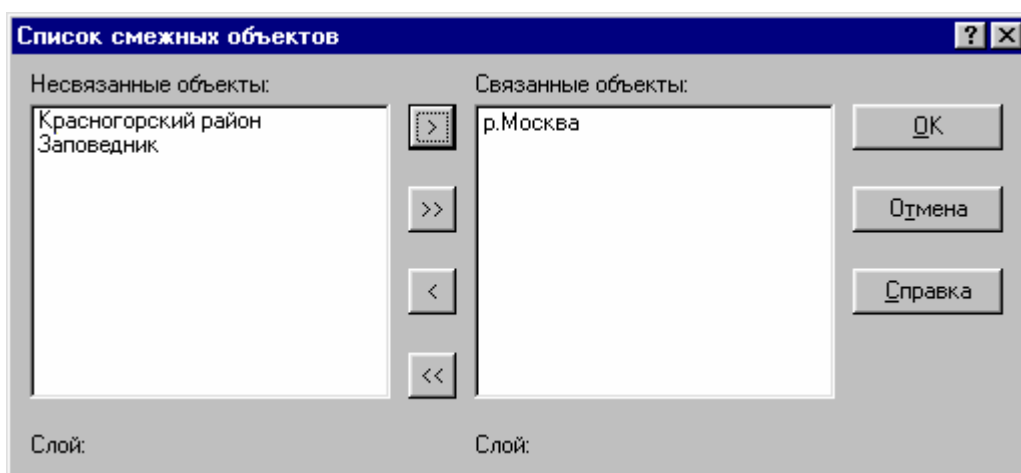 Список смежных объектов
Несвязанные объекты:
Связанные объекты:
Красногорский район
Заповедник
>
>>
<
<<
р.Москва
OK
Отмена
Справка
Слой:
Слой: